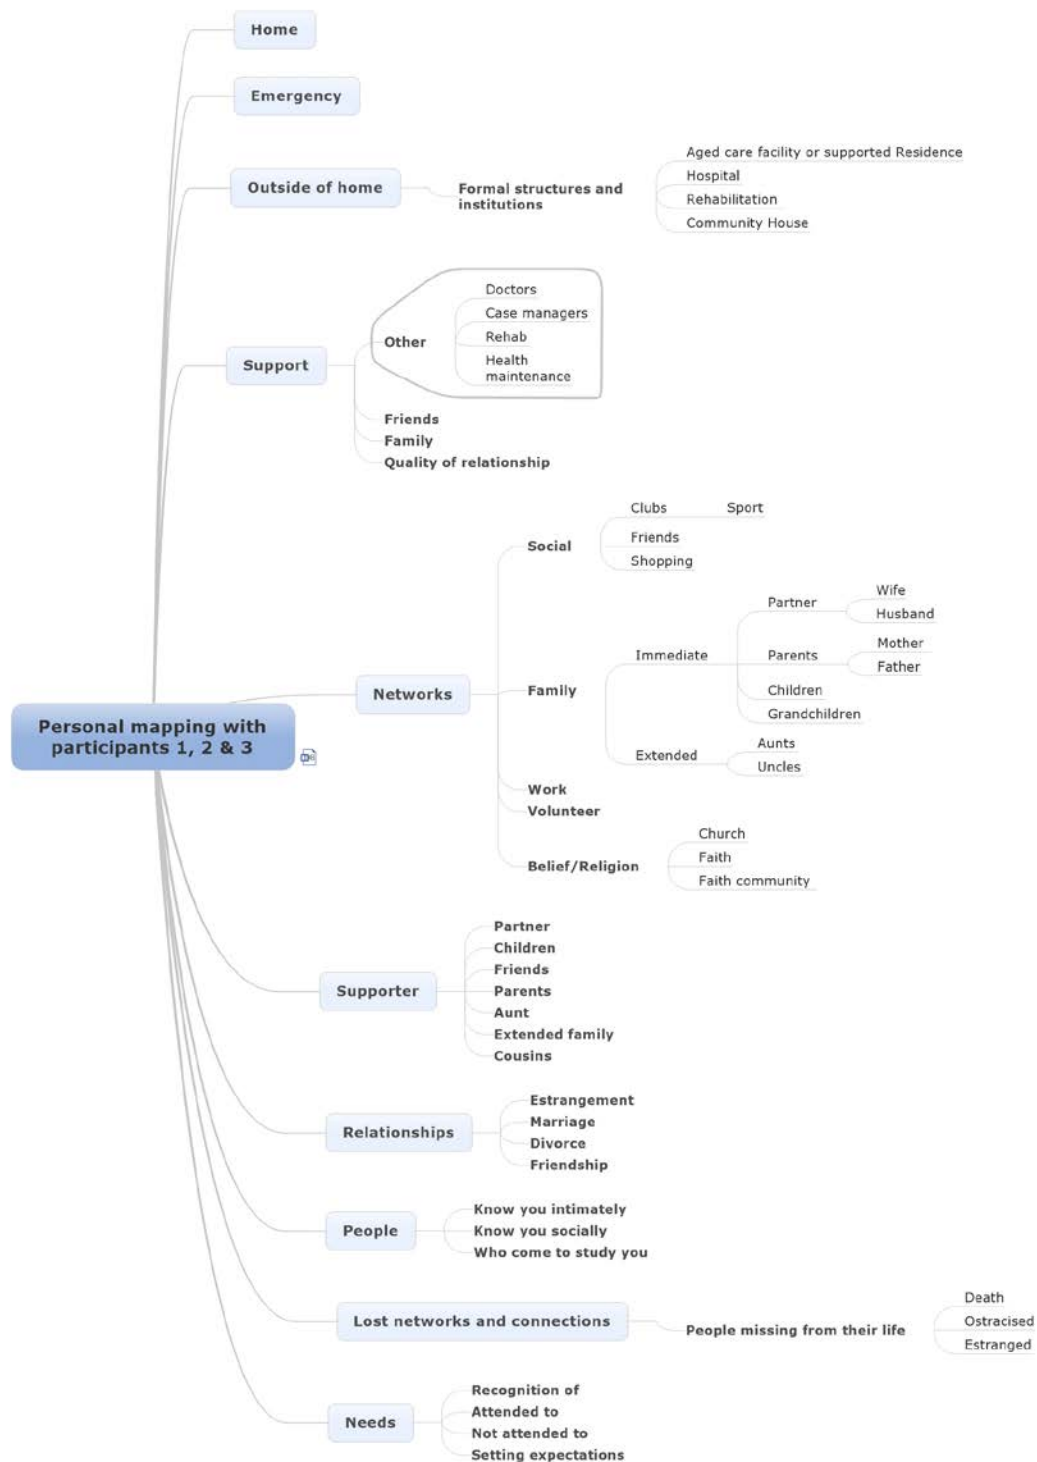 Home
Emergency
Outside of home
Formal structures and
institutions
Aged care facility or supported Residence
Hospital
Rehabilitation
Community House
Support
Other
Doctors
Case managers
Rehab
Health
maintenance
Friends
Family
Quality of relationship
Personal mapping with
participants 1, 2 & 3
Networks
Social
Clubs
Sport
Friends
Shopping
Family
Immediate
Partner
Wife
Husband
Parents
Mother
Father
Children
Grandchildren
Extended
Aunts
Uncles
Work
Volunteer
Belief/Religion
Church
Faith
Faith community
Supporter
Partner
Children
Friends
Parents
Aunt
Extended family
Cousins
Relationships
Estrangement
Marriage
Divorce
Friendship
People
Know you intimately
Know you socially
Who come to study you
Lost networks and connections
People missing from their life
Death
Ostracised
Estranged
Needs
Recognition of
Attended to
Not attended to
Setting expectations